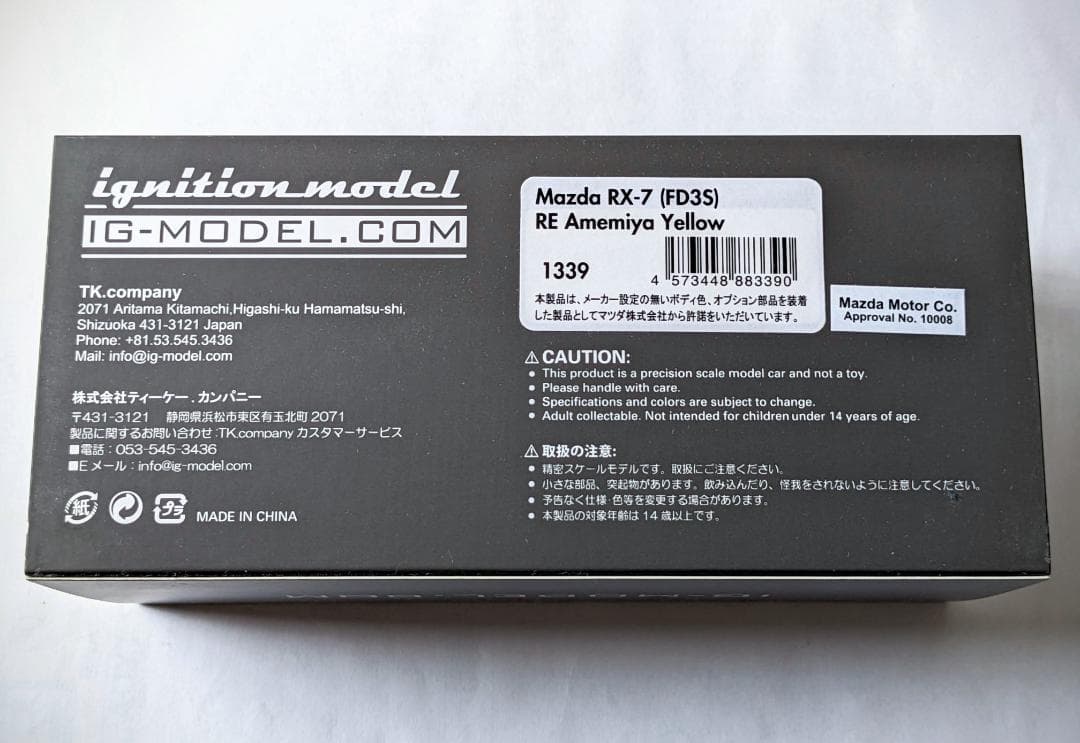 ignition model
IG-MODEL.COM
TK.company
2071 Aritama Kitamachi,Higashi-ku Hamamatsu-shi,
Shizuoka 431-3121 Japan
Phone: +81.53.545.3436
Mail: info@ig-model.com
株式会社ティーケー．カンパニー
〒431-3121 静岡県浜松市東区有玉北町2071
製品に関するお問い合わせ:TK.company カスタマーサービス
■電話：053-545-3436
■Eメール：info@ig-model.com
紙 プラ MADE IN CHINA
Mazda RX-7 (FD3S)
RE Amemiya Yellow
1339
4 573448 883390
本製品は、メーカー設定の無いボディ色、オプション部品を装着
した製品としてマツダ株式会社から許諾をいただいています。
Mazda Motor Co.
Approval No. 10008
⚠CAUTION:
● This product is a precision scale model car and not a toy.
● Please handle with care.
● Specifications and colors are subject to change.
● Adult collectable. Not intended for children under 14 years of age.
⚠取扱の注意:
● 精密スケールモデルです。取扱にご注意ください。
● 小さな部品、突起物があります。飲み込んだり、怪我をされないように注意してください。
● 予告なく仕様・色等を変更する場合があります。
● 本製品の対象年齢は14歳以上です。
IG-MODEL.COM